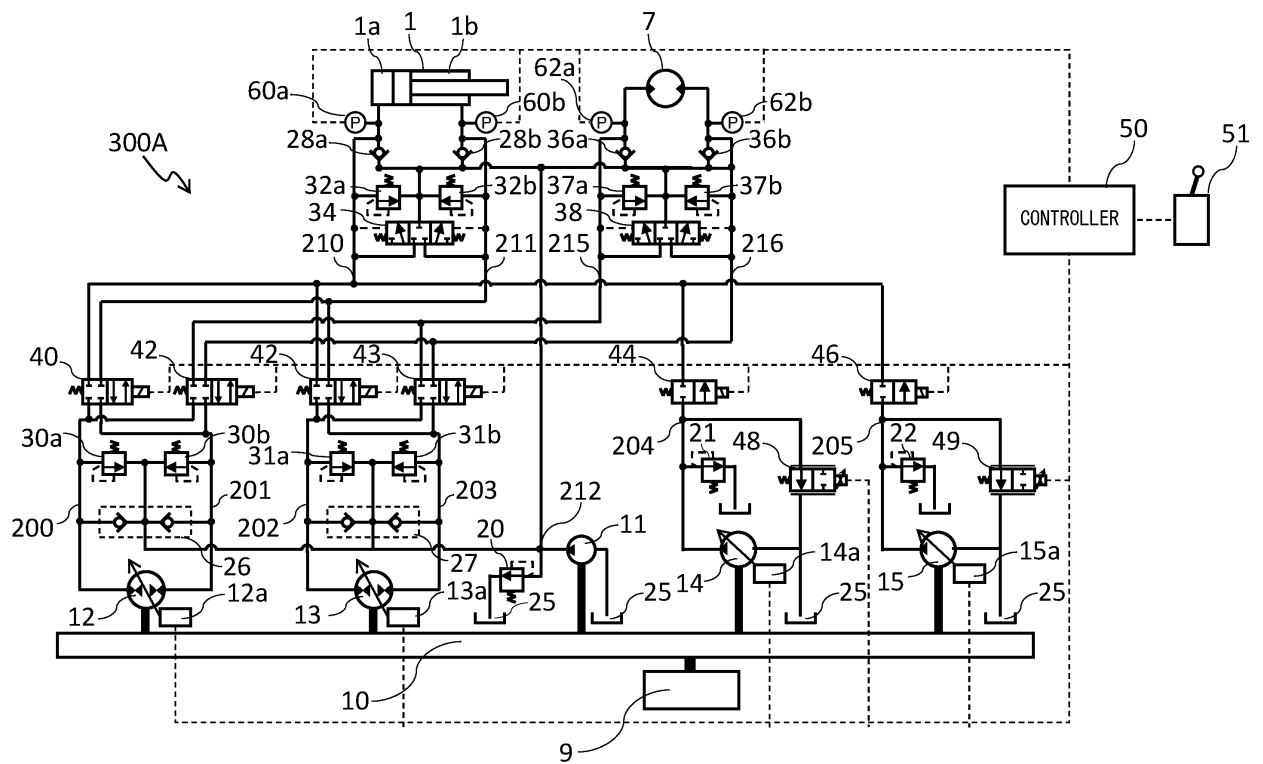 1a 1 1b 7
60a P P 60b 62a P P 62b
300A 28a 28b 36a 36b 50 51
32a 32b 37a 37b
34 38 CONTROLLER
210 211 215 216
40 42 42 43 44 46
30a 30b 31a 31b 204 21 48 205 22 49
200 201 202 203
212 11
26 27 20
14 14a 15 15a
12 12a 13 13a 25 25 25 25
10
9